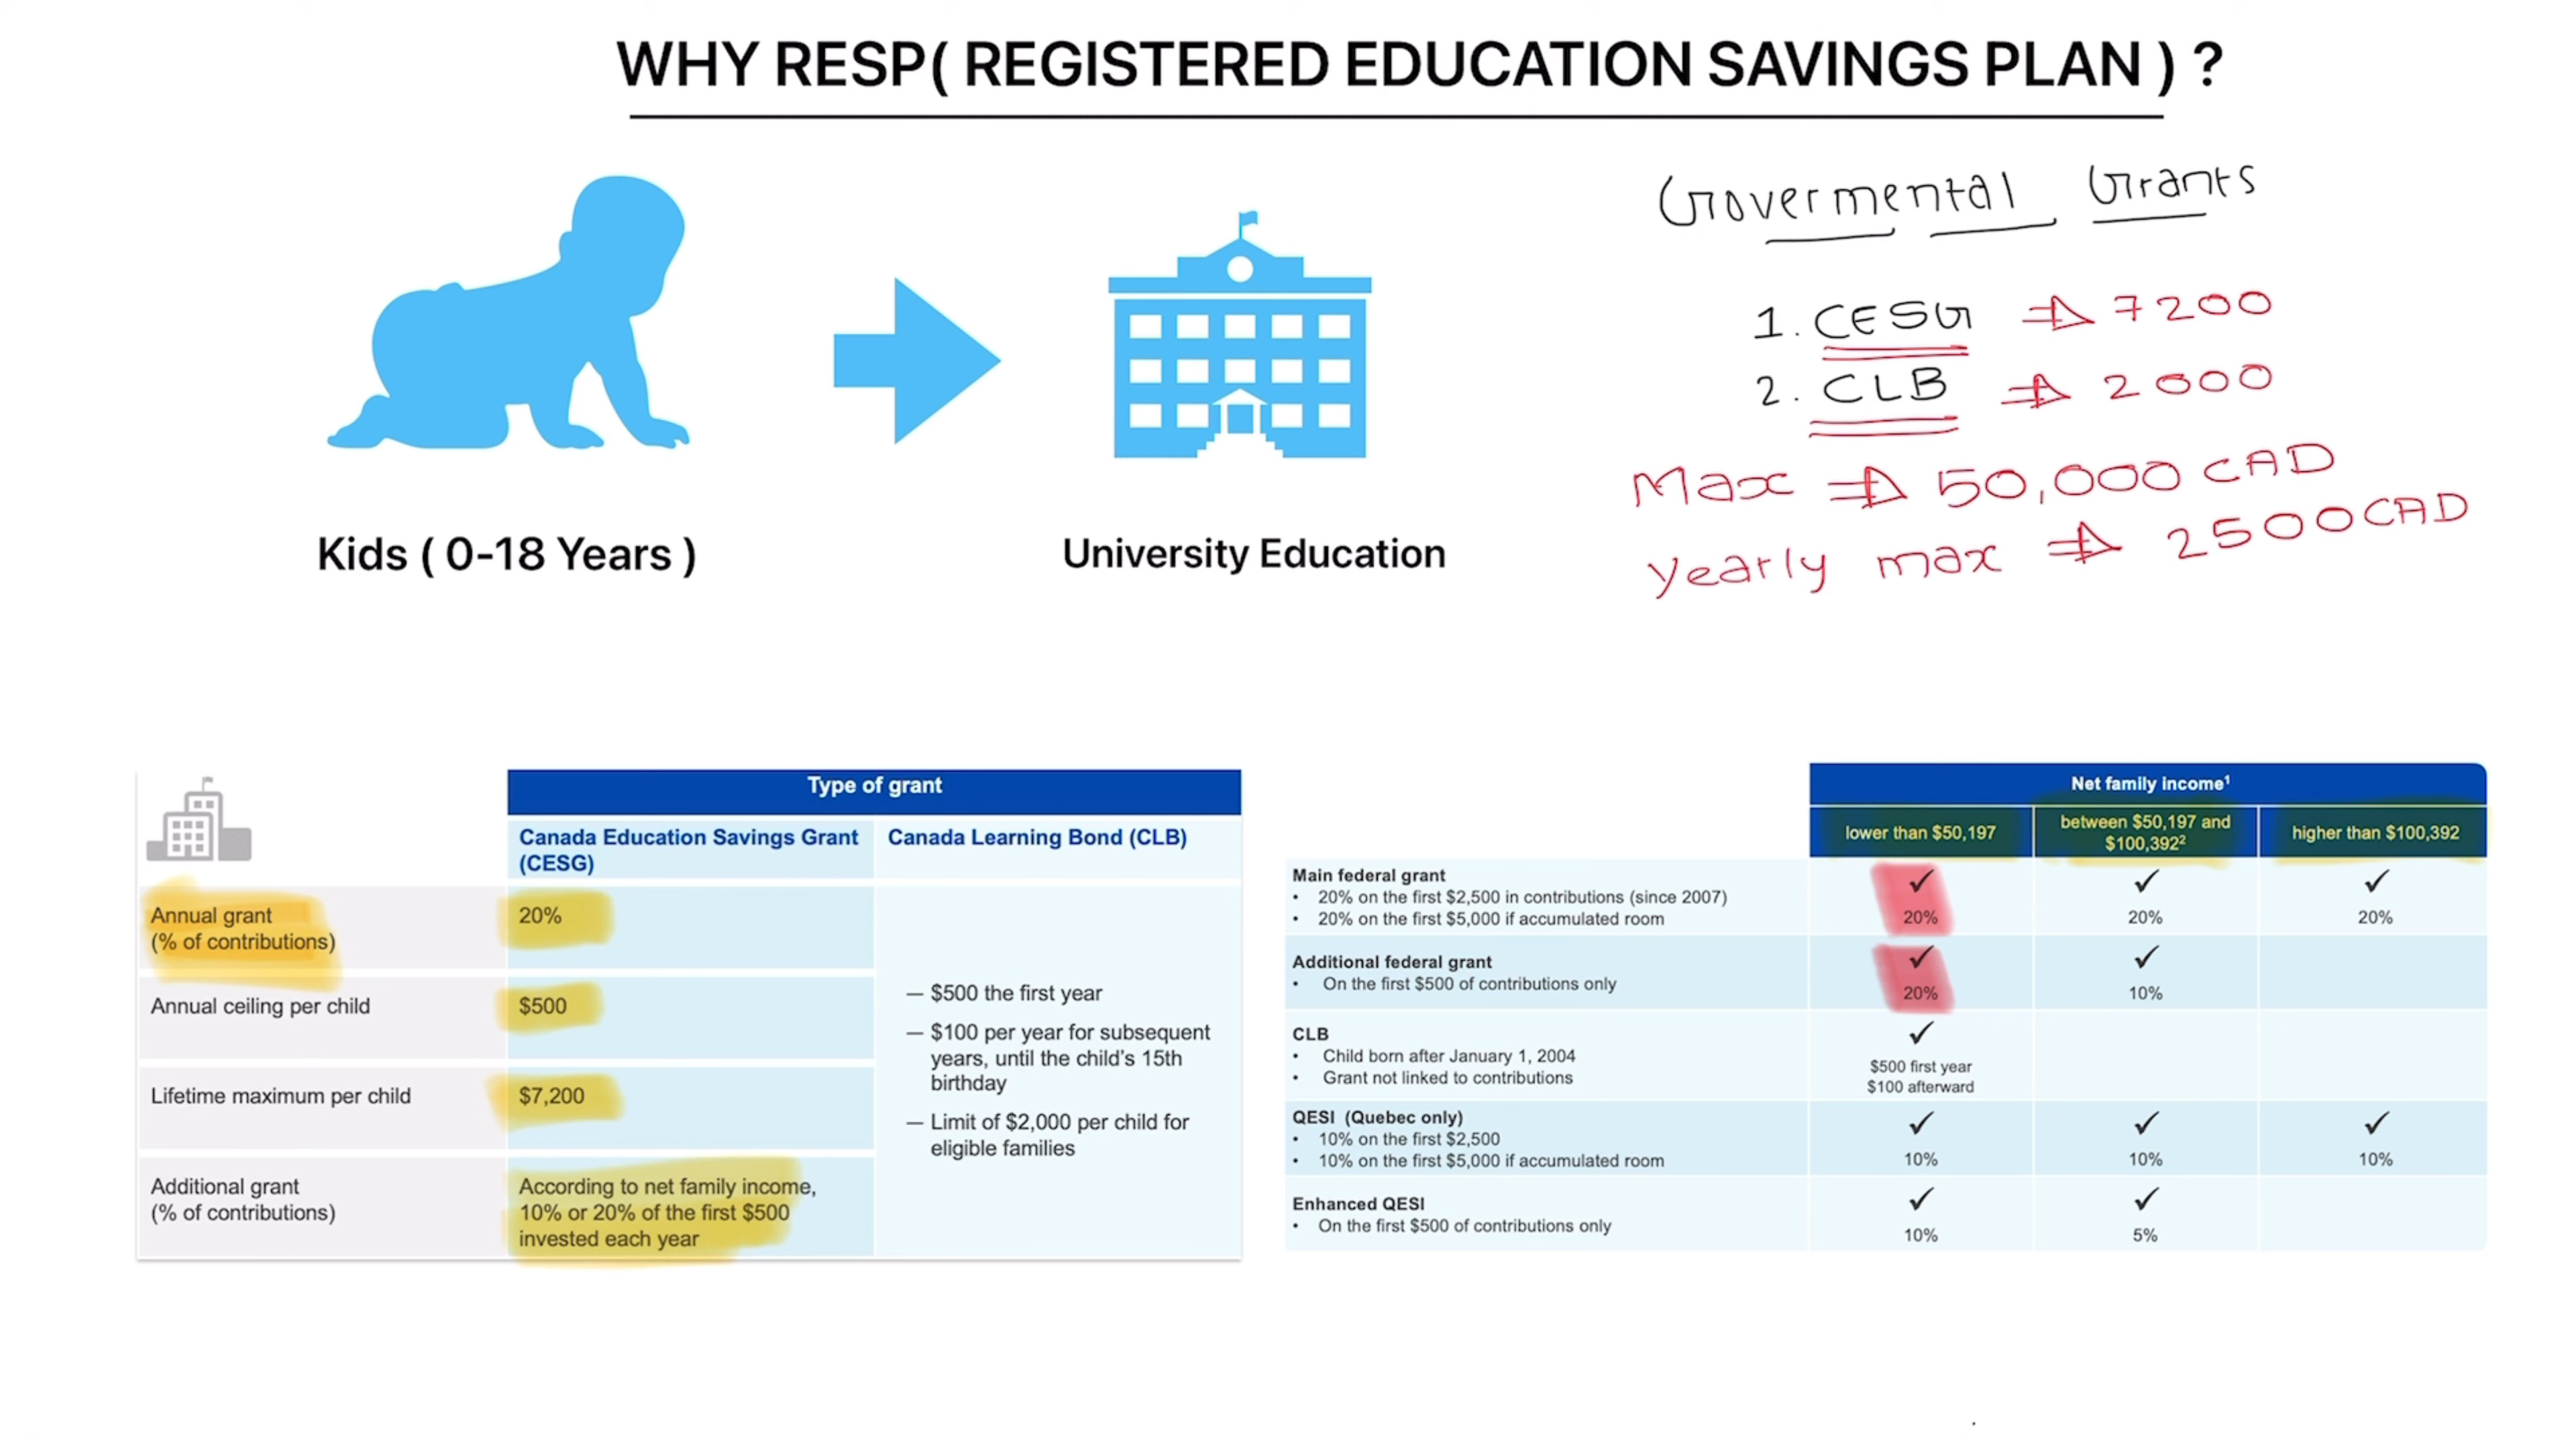 WHY RESP( REGISTERED EDUCATION SAVINGS PLAN ) ?
Govermental Grants
1. CESG ⇒ 7200
2. CLB ⇒ 2000
Max ⇒ 50,000 CAD
Yearly max ⇒ 2500 CAD
Kids ( 0-18 Years )
University Education
Type of grant
Canada Education Savings Grant
(CESG)
Canada Learning Bond (CLB)
Annual grant
(% of contributions)
20%
Annual ceiling per child
$500
Lifetime maximum per child
$7,200
Additional grant
(% of contributions)
According to net family income,
10% or 20% of the first $500
invested each year
— $500 the first year
— $100 per year for subsequent
years, until the child’s 15th
birthday
— Limit of $2,000 per child for
eligible families
Net family income¹
lower than $50,197
between $50,197 and
$100,392²
higher than $100,392
Main federal grant
• 20% on the first $2,500 in contributions (since 2007)
• 20% on the first $5,000 if accumulated room
✓ ✓ ✓
20% 20% 20%
Additional federal grant
• On the first $500 of contributions only
✓ ✓
20% 10%
CLB
• Child born after January 1, 2004
• Grant not linked to contributions
✓
$500 first year
$100 afterward
QESI (Quebec only)
• 10% on the first $2,500
• 10% on the first $5,000 if accumulated room
✓ ✓ ✓
10% 10% 10%
Enhanced QESI
• On the first $500 of contributions only
✓ ✓
10% 5%